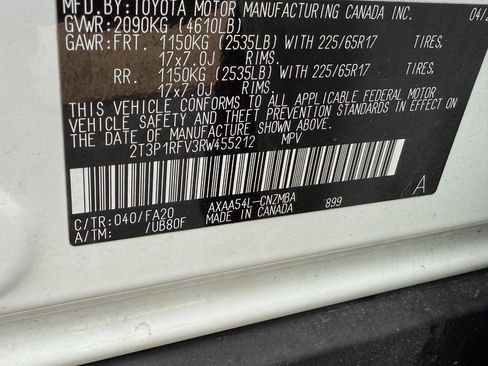 MFD.BY:TOYOTA MOTOR MANUFACTURING CANADA INC. 04/2
GVWR:2090KG (4610LB)
GAWR:FRT. 1150KG (2535LB) WITH 225/65R17 TIRES,
17x7.0J RIMS.
RR. 1150KG (2535LB) WITH 225/65R17 TIRES,
17x7.0J RIMS.
THIS VEHICLE CONFORMS TO ALL APPLICABLE FEDERAL MOTOR
VEHICLE SAFETY AND THEFT PREVENTION STANDARDS IN EFFECT
ON THE DATE OF MANUFACTURE SHOWN ABOVE.
2T3P1RFV3RW455212 MPV
C/TR:040/FA20 AXAA54L-CNZMBA 899 A
A/TM: /UB80F MADE IN CANADA